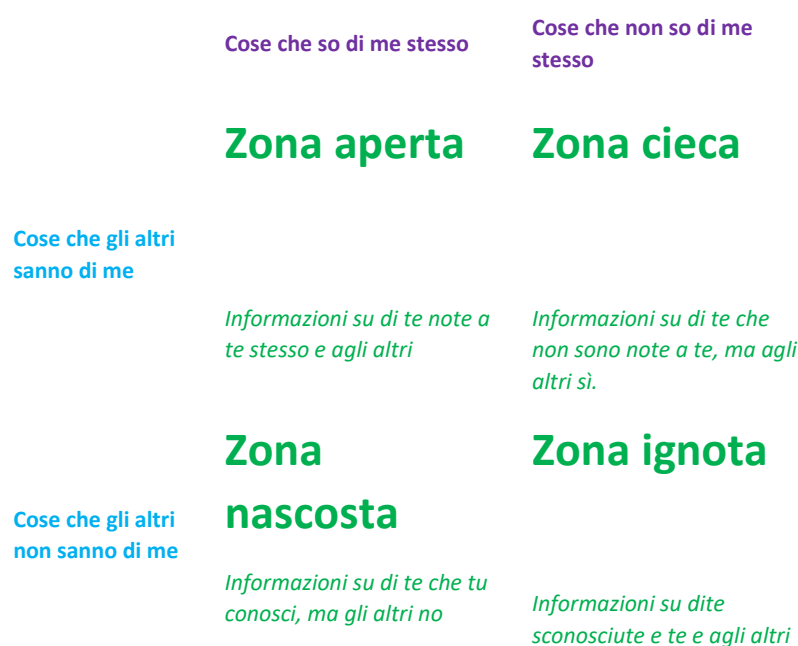 Cose che so di me stesso
Cose che non so di me
stesso
Zona aperta
Zona cieca
Cose che gli altri
sanno di me
Informazioni su di te note a
te stesso e agli altri
Informazioni su di te che
non sono note a te, ma agli
altri sì.
Zona
nascosta
Zona ignota
Cose che gli altri
non sanno di me
Informazioni su di te che tu
conosci, ma gli altri no
Informazioni su dite
sconosciute e te e agli altri